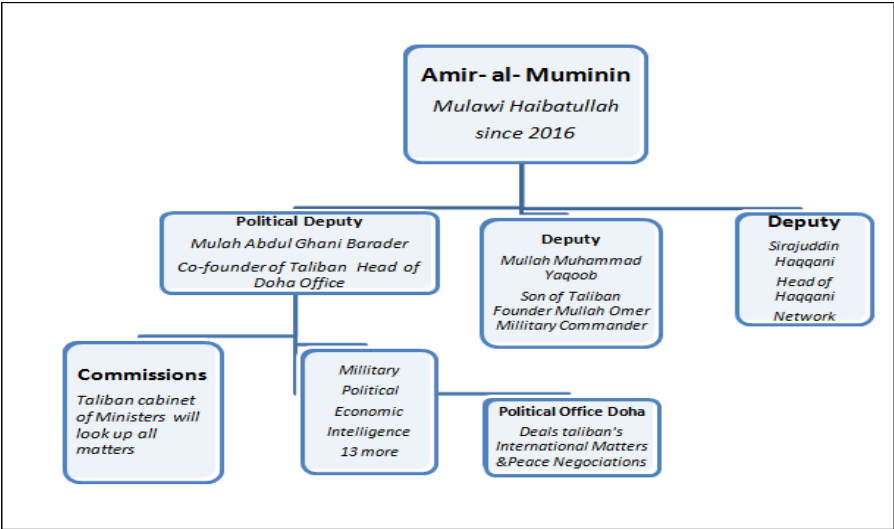 Amir- al- Muminin
Mulawi Haibatullah
since 2016
Political Deputy
Mulah Abdul Ghani Barader
Co-founder of Taliban Head of
Doha Office
Deputy
Mullah Muhammad
Yaqoob
Son of Taliban
Founder Mullah Omer
Millitary Commander
Deputy
Sirajuddin
Haqqani
Head of
Haqqani
Network
Commissions
Taliban cabinet
of Ministers will
look up all
matters
Millitary
Political
Economic
Intelligence
13 more
Political Office Doha
Deals taliban's
International Matters
&Peace Negociations